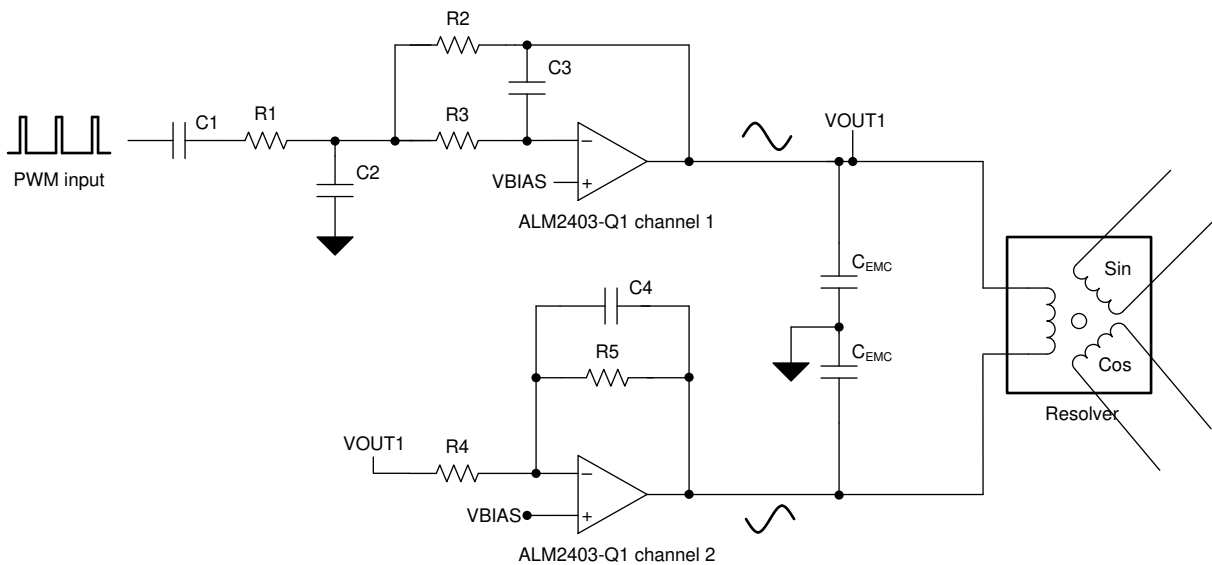 R2
C3
C1
R1
R3
PWM input
C2
VBIAS
ALM2403-Q1 channel 1
VOUT1
CEMC
Sin
C4
R5
CEMC
Cos
Resolver
VOUT1
R4
VBIAS
ALM2403-Q1 channel 2